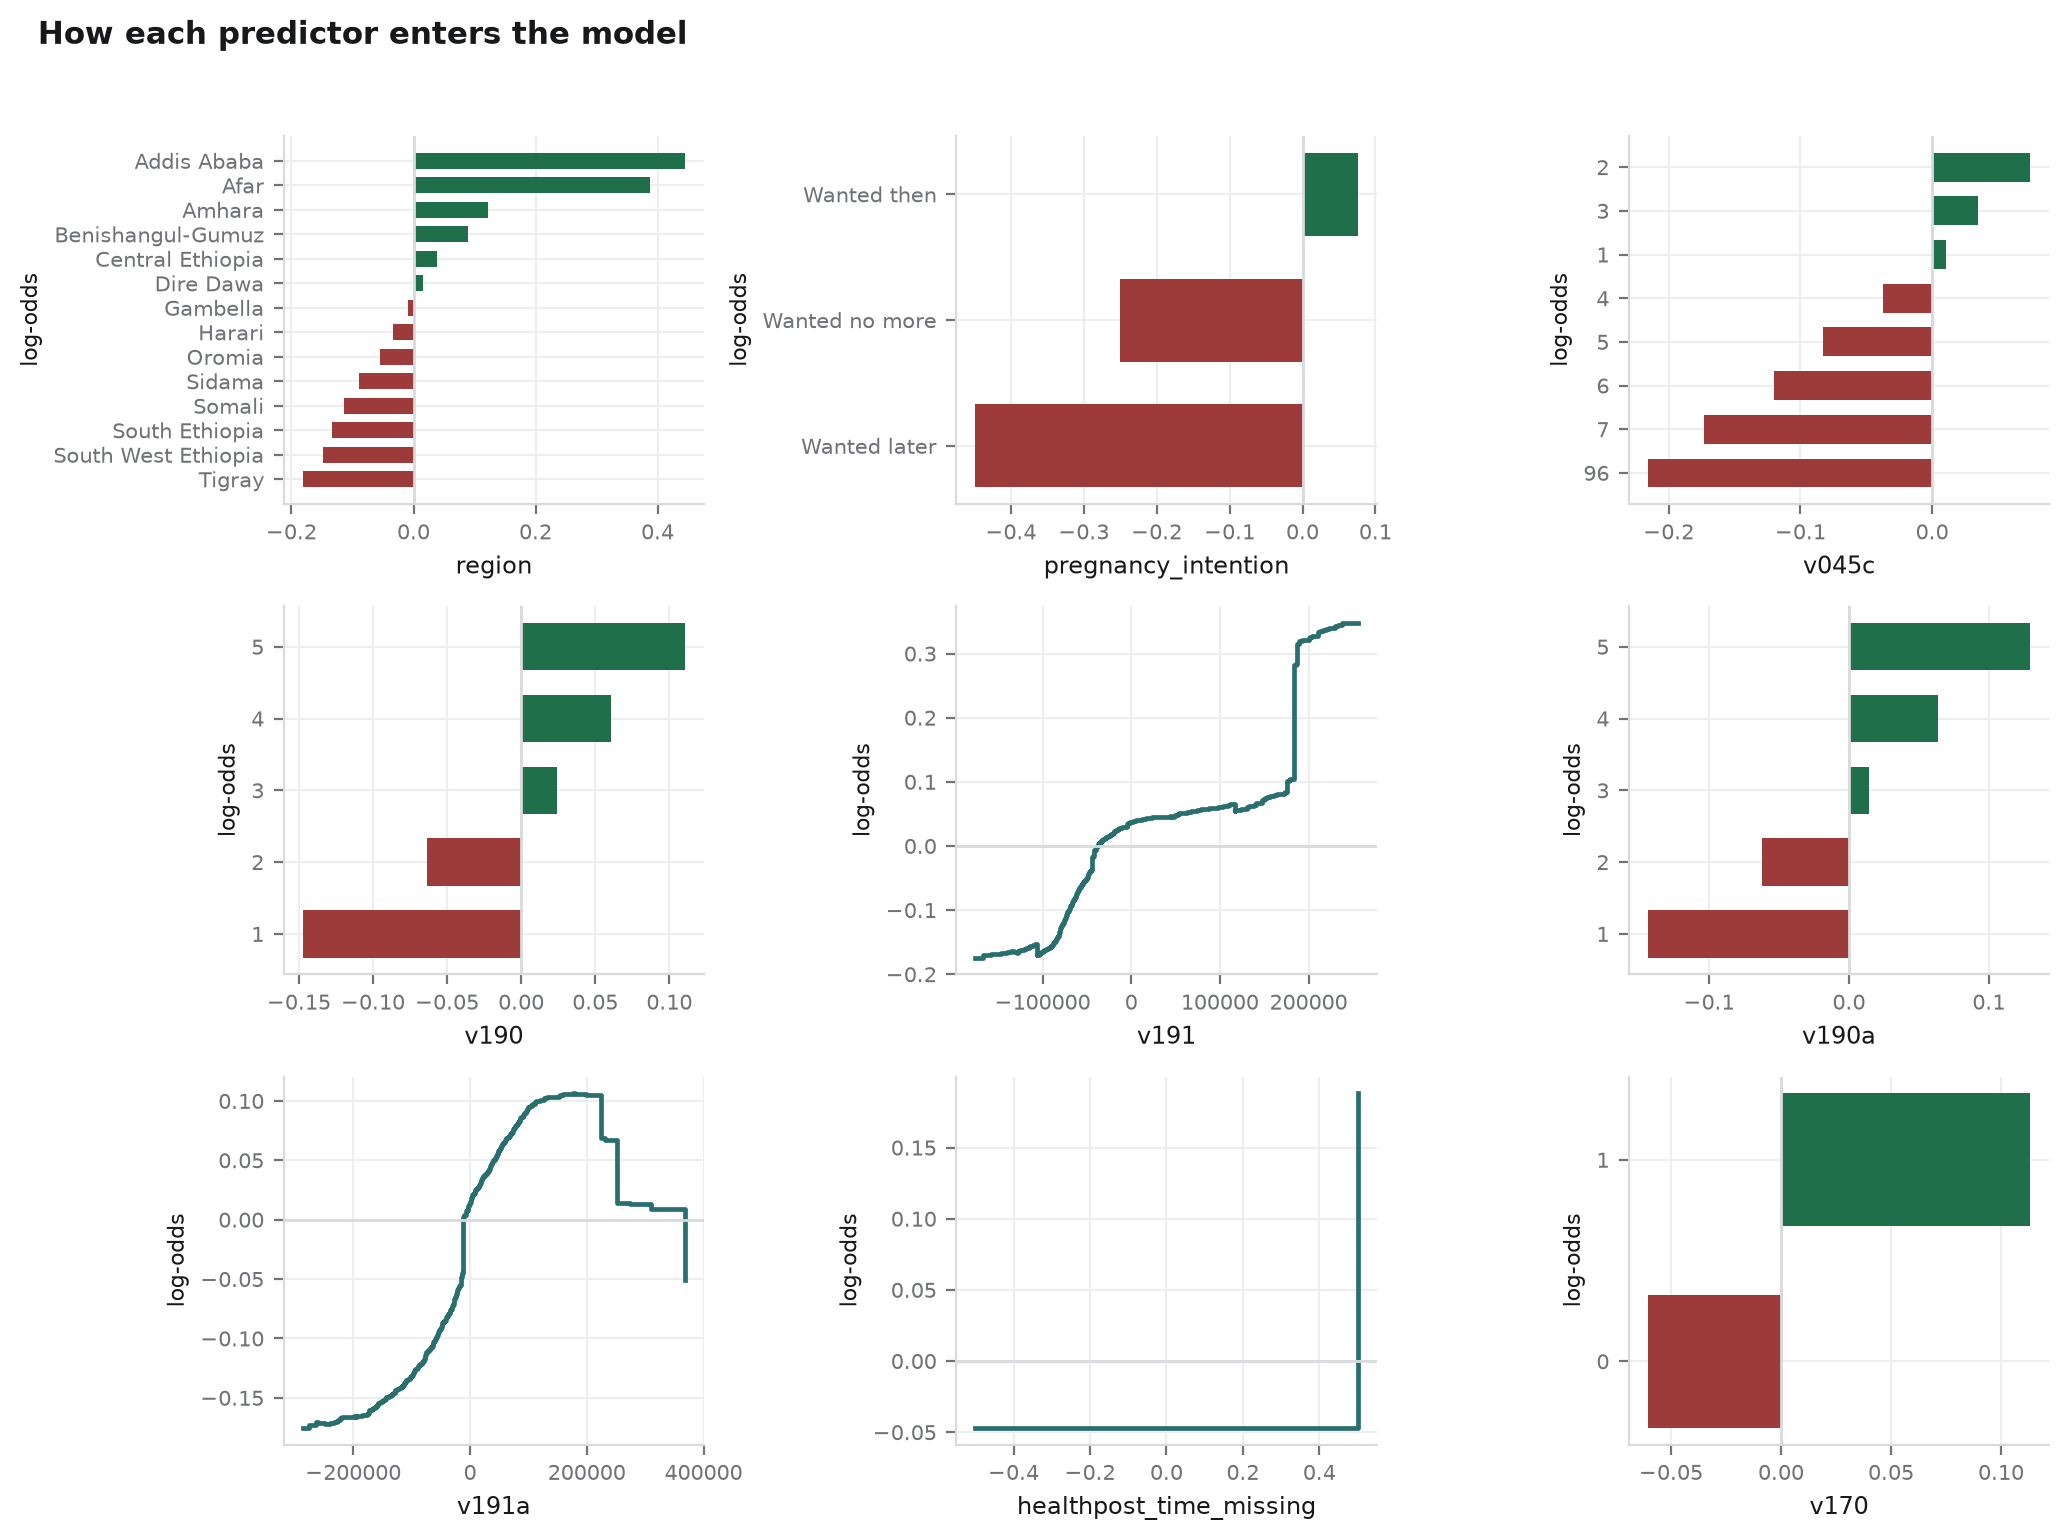 How each predictor enters the model
log-odds
Addis Ababa
Afar
Amhara
Benishangul-Gumuz
Central Ethiopia
Dire Dawa
Gambella
Harari
Oromia
Sidama
Somali
South Ethiopia
South West Ethiopia
Tigray
−0.2 0.0 0.2 0.4
region
log-odds
Wanted then
Wanted no more
Wanted later
−0.4 −0.3 −0.2 −0.1 0.0 0.1
pregnancy_intention
log-odds
2
3
1
4
5
6
7
96
−0.2 −0.1 0.0
v045c
log-odds
5
4
3
2
1
−0.15 −0.10 −0.05 0.00 0.05 0.10
v190
log-odds
0.3
0.2
0.1
0.0
−0.1
−0.2
−100000 0 100000 200000
v191
log-odds
5
4
3
2
1
−0.1 0.0 0.1
v190a
log-odds
0.10
0.05
0.00
−0.05
−0.10
−0.15
−200000 0 200000 400000
v191a
log-odds
0.15
0.10
0.05
0.00
−0.05
−0.4 −0.2 0.0 0.2 0.4
healthpost_time_missing
log-odds
1
0
−0.05 0.00 0.05 0.10
v170